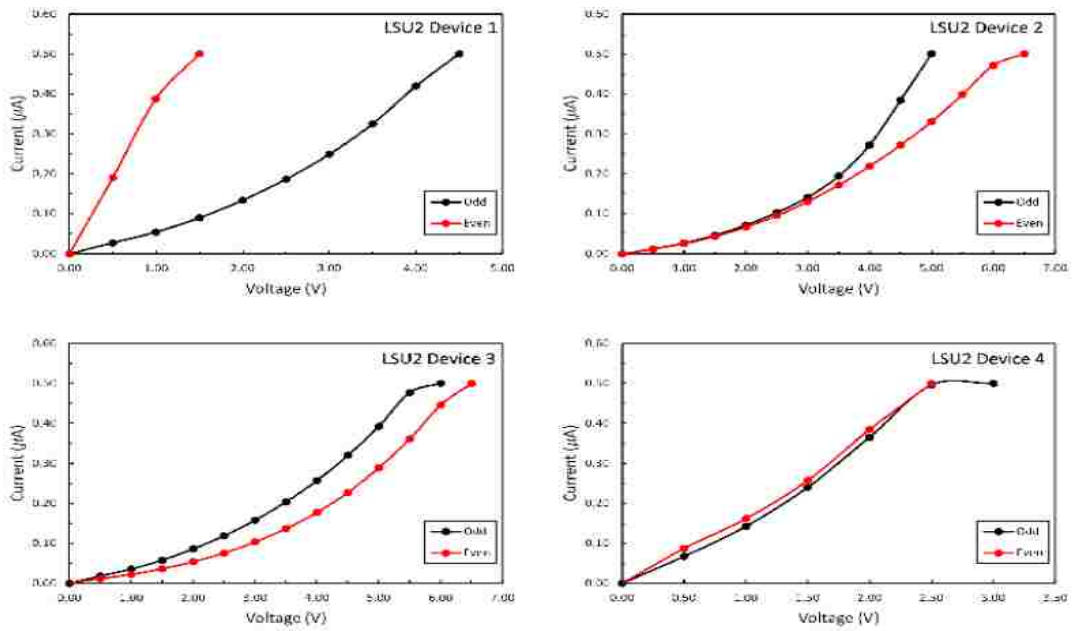 LSU2 Device 1
0.60
0.50
0.40
0.30
0.20
0.10
0.00
Current (μA)
Odd
Even
0.00 1.00 2.00 3.00 4.00 5.00
Voltage (V)
LSU2 Device 2
0.60
0.50
0.40
0.30
0.20
0.10
0.00
Current (μA)
Odd
Even
0.00 1.00 2.00 3.00 4.00 5.00 6.00 7.00
Voltage (V)
LSU2 Device 3
0.60
0.50
0.40
0.30
0.20
0.10
0.00
Current (μA)
Odd
Even
0.00 1.00 2.00 3.00 4.00 5.00 6.00 7.00
Voltage (V)
LSU2 Device 4
0.60
0.50
0.40
0.30
0.20
0.10
0.00
Current (μA)
Odd
Even
0.00 0.50 1.00 1.50 2.00 2.50 3.00 3.50
Voltage (V)